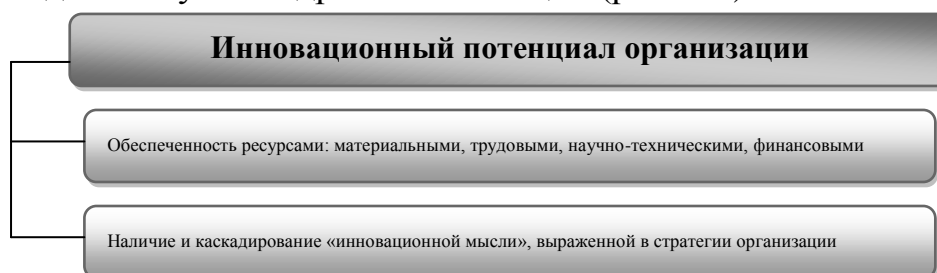 Инновационный потенциал организации
Обеспеченность ресурсами: материальными, трудовыми, научно-техническими, финансовыми
Наличие и каскадирование «инновационной мысли», выраженной в стратегии организации